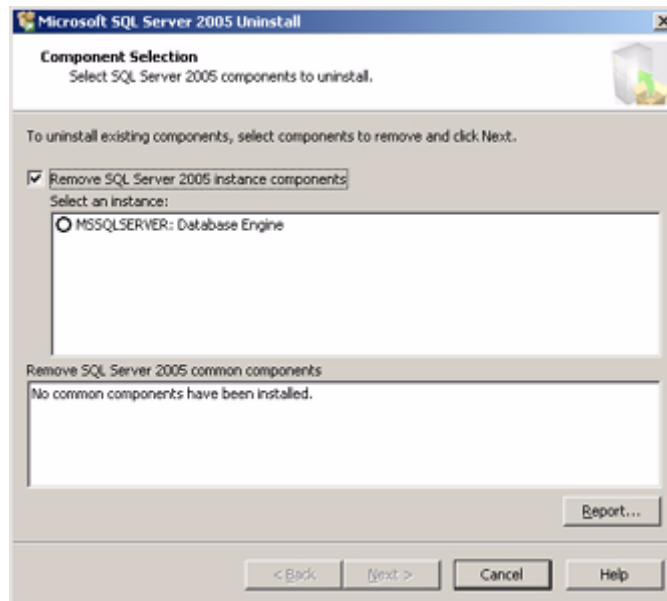 Microsoft SQL Server 2005 Uninstall
Component Selection
Select SQL Server 2005 components to uninstall.
To uninstall existing components, select components to remove and click Next.
Remove SQL Server 2005 instance components
Select an instance:
MSSQLSERVER: Database Engine
Remove SQL Server 2005 common components
No common components have been installed.
Report...
< Back Next > Cancel Help